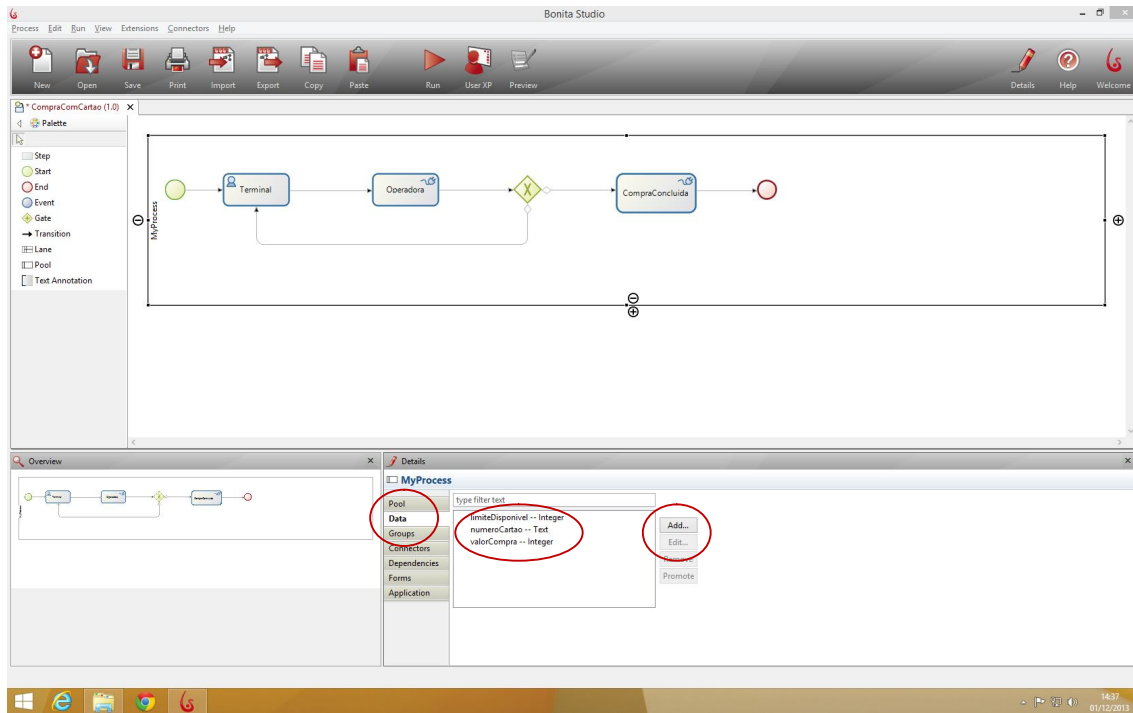 Bonita Studio
Process Edit Run View Extensions Connectors Help
New Open Save Print Import Export Copy Paste Run User XP Preview Details Help Welcome
* CompraComCartao (1.0)
Palette
Step
Start
End
Event
Gate
Transition
Lane
Pool
Text Annotation
MyProcess
Terminal
Operadora
X
CompraConcluida
Overview
Details
MyProcess
Pool
Data
Groups
Connectors
Dependencies
Forms
Application
type filter text
limiteDisponivel -- Integer
numeroCartao -- Text
valorCompra -- Integer
Add...
Edit...
Remove
Promote
14:37
01/12/2013